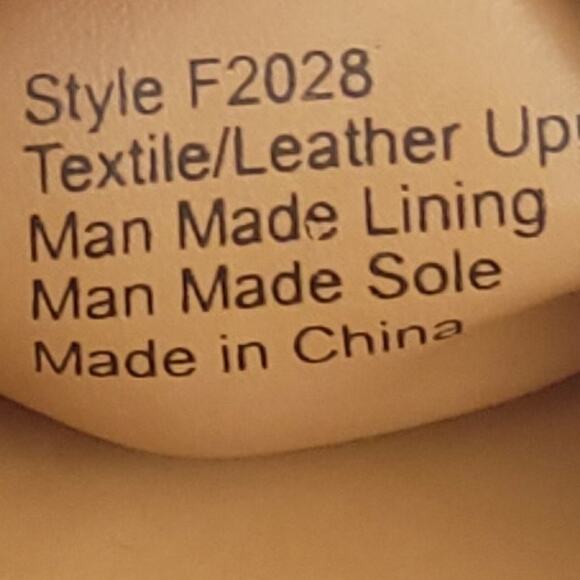 Style F2028
Textile/Leather Up
Man Made Lining
Man Made Sole
Made in China